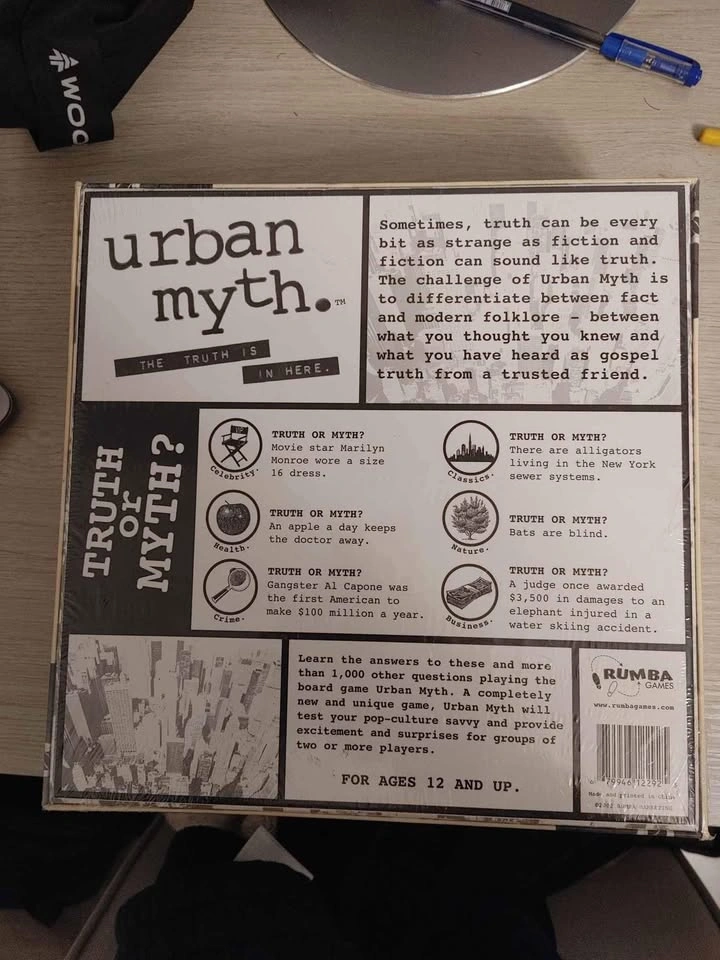 WOO
urban
myth.™
THE TRUTH IS
IN HERE.
Sometimes, truth can be every
bit as strange as fiction and
fiction can sound like truth.
The challenge of Urban Myth is
to differentiate between fact
and modern folklore – between
what you thought you knew and
what you have heard as gospel
truth from a trusted friend.
TRUTH
or
MYTH?
Celebrity.
TRUTH OR MYTH?
Movie star Marilyn
Monroe wore a size
16 dress.
Classics.
TRUTH OR MYTH?
There are alligators
living in the New York
sewer systems.
Health.
TRUTH OR MYTH?
An apple a day keeps
the doctor away.
Nature.
TRUTH OR MYTH?
Bats are blind.
Crime.
TRUTH OR MYTH?
Gangster Al Capone was
the first American to
make $100 million a year.
Business.
TRUTH OR MYTH?
A judge once awarded
$3,500 in damages to an
elephant injured in a
water skiing accident.
Learn the answers to these and more
than 1,000 other questions playing the
board game Urban Myth. A completely
new and unique game, Urban Myth will
test your pop-culture savvy and provide
excitement and surprises for groups of
two or more players.
FOR AGES 12 AND UP.
RUMBA
GAMES
www.rumbagames.com
79946 12292
Made and printed in China